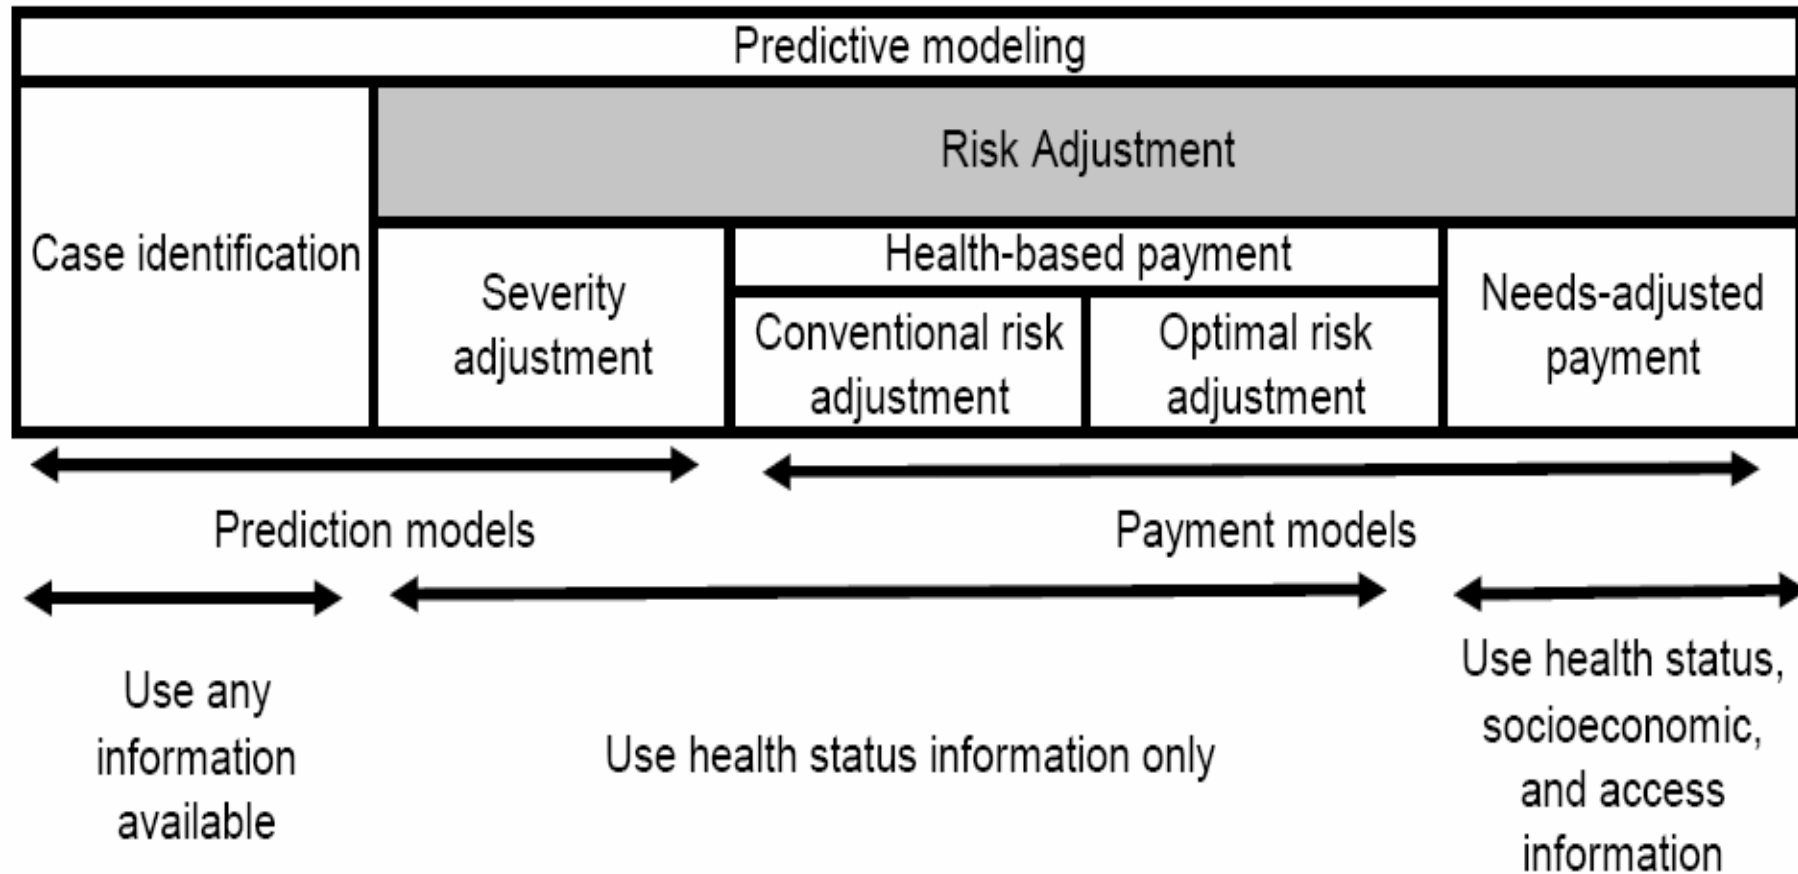 Predictive modeling
Risk Adjustment
Case identification
Severity
adjustment
Health-based payment
Conventional risk
adjustment
Optimal risk
adjustment
Needs-adjusted
payment
Prediction models
Payment models
Use any
information
available
Use health status information only
Use health status,
socioeconomic,
and access
information